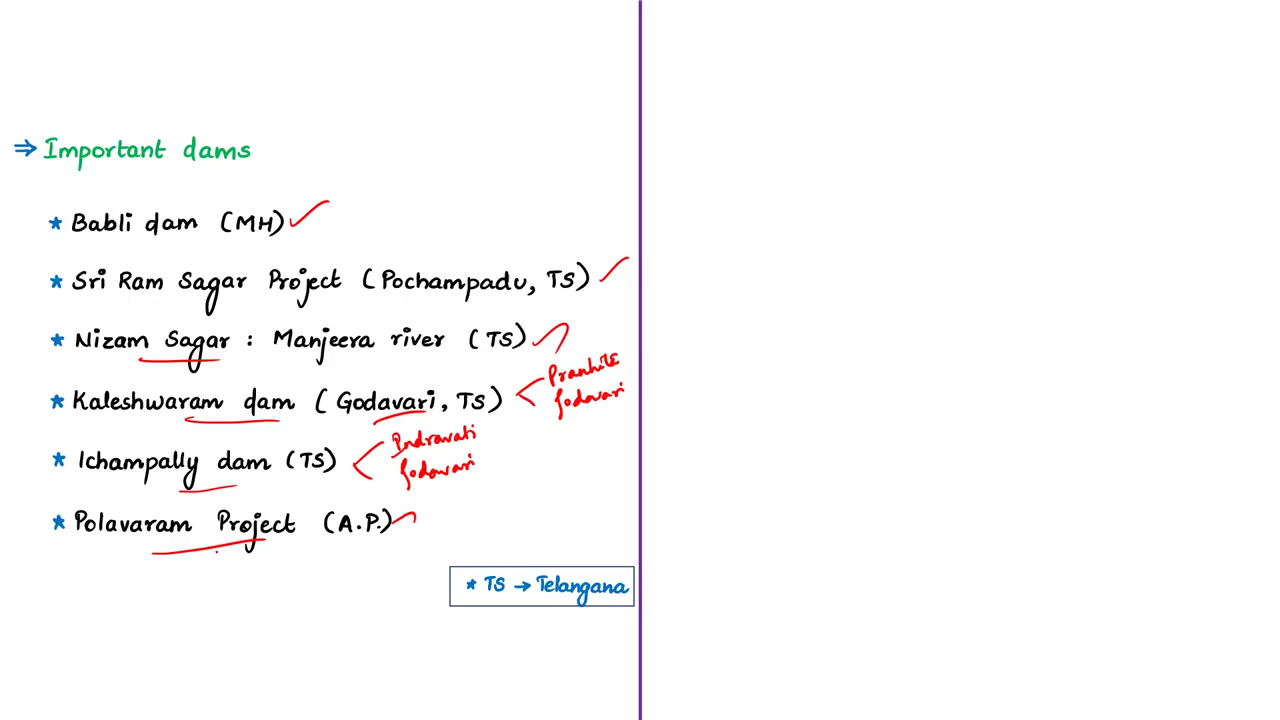 ⇒ Important dams
* Babli dam (MH)
* Sri Ram Sagar Project (Pochampadu, TS)
* Nizam Sagar : Manjeera river (TS)
* Kaleshwaram dam (Godavari, TS)
Pranhita
Godavari
* Ichampally dam (TS)
Indravati
Godavari
* Polavaram Project (A.P.)
* TS → Telangana